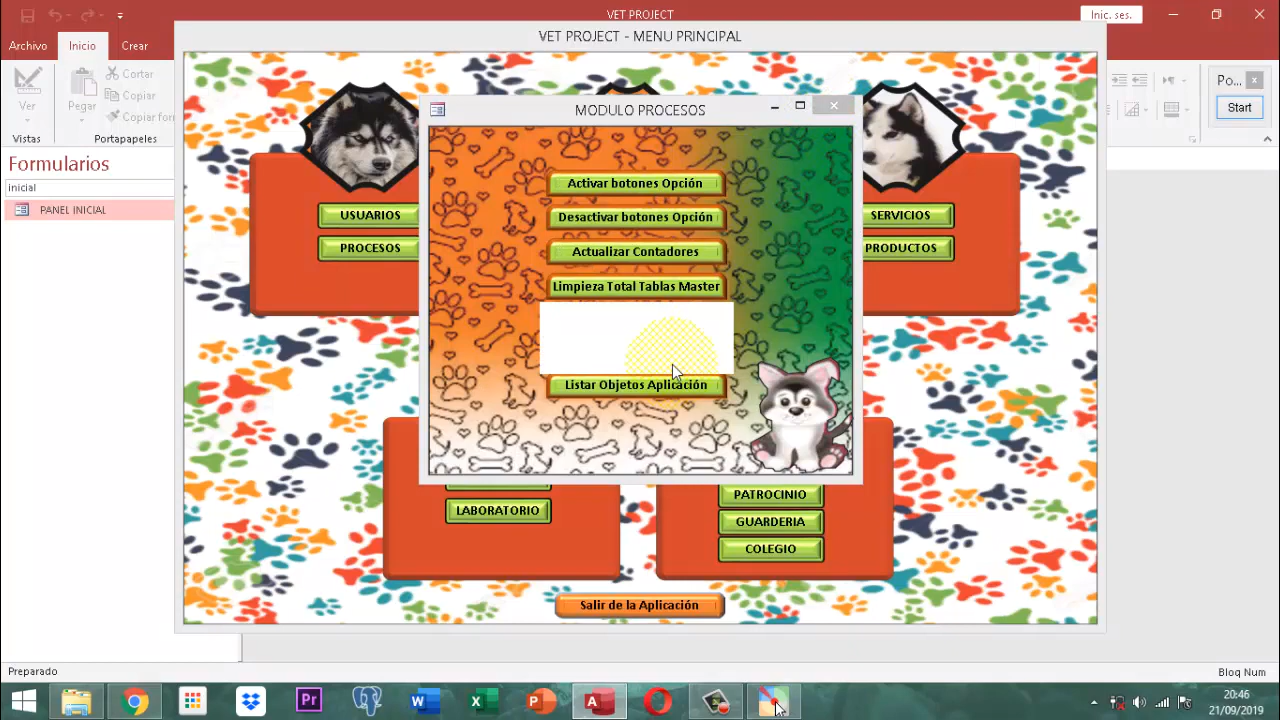 VET PROJECT
Inic. ses.
Archivo
Inicio
Crear
VET PROJECT - MENU PRINCIPAL
Ver
Pegar
Cortar
Copiar
Copiar for
Vistas
Portapapeles
Po...
Start
MODULO PROCESOS
Formularios
inicial
PANEL INICIAL
Activar botones Opción
Desactivar botones Opción
Actualizar Contadores
Limpieza Total Tablas Master
Listar Objetos Aplicación
USUARIOS
PROCESOS
SERVICIOS
PRODUCTOS
LABORATORIO
PATROCINIO
GUARDERIA
COLEGIO
Salir de la Aplicación
Preparado
Bloq Num
20:46
21/09/2019